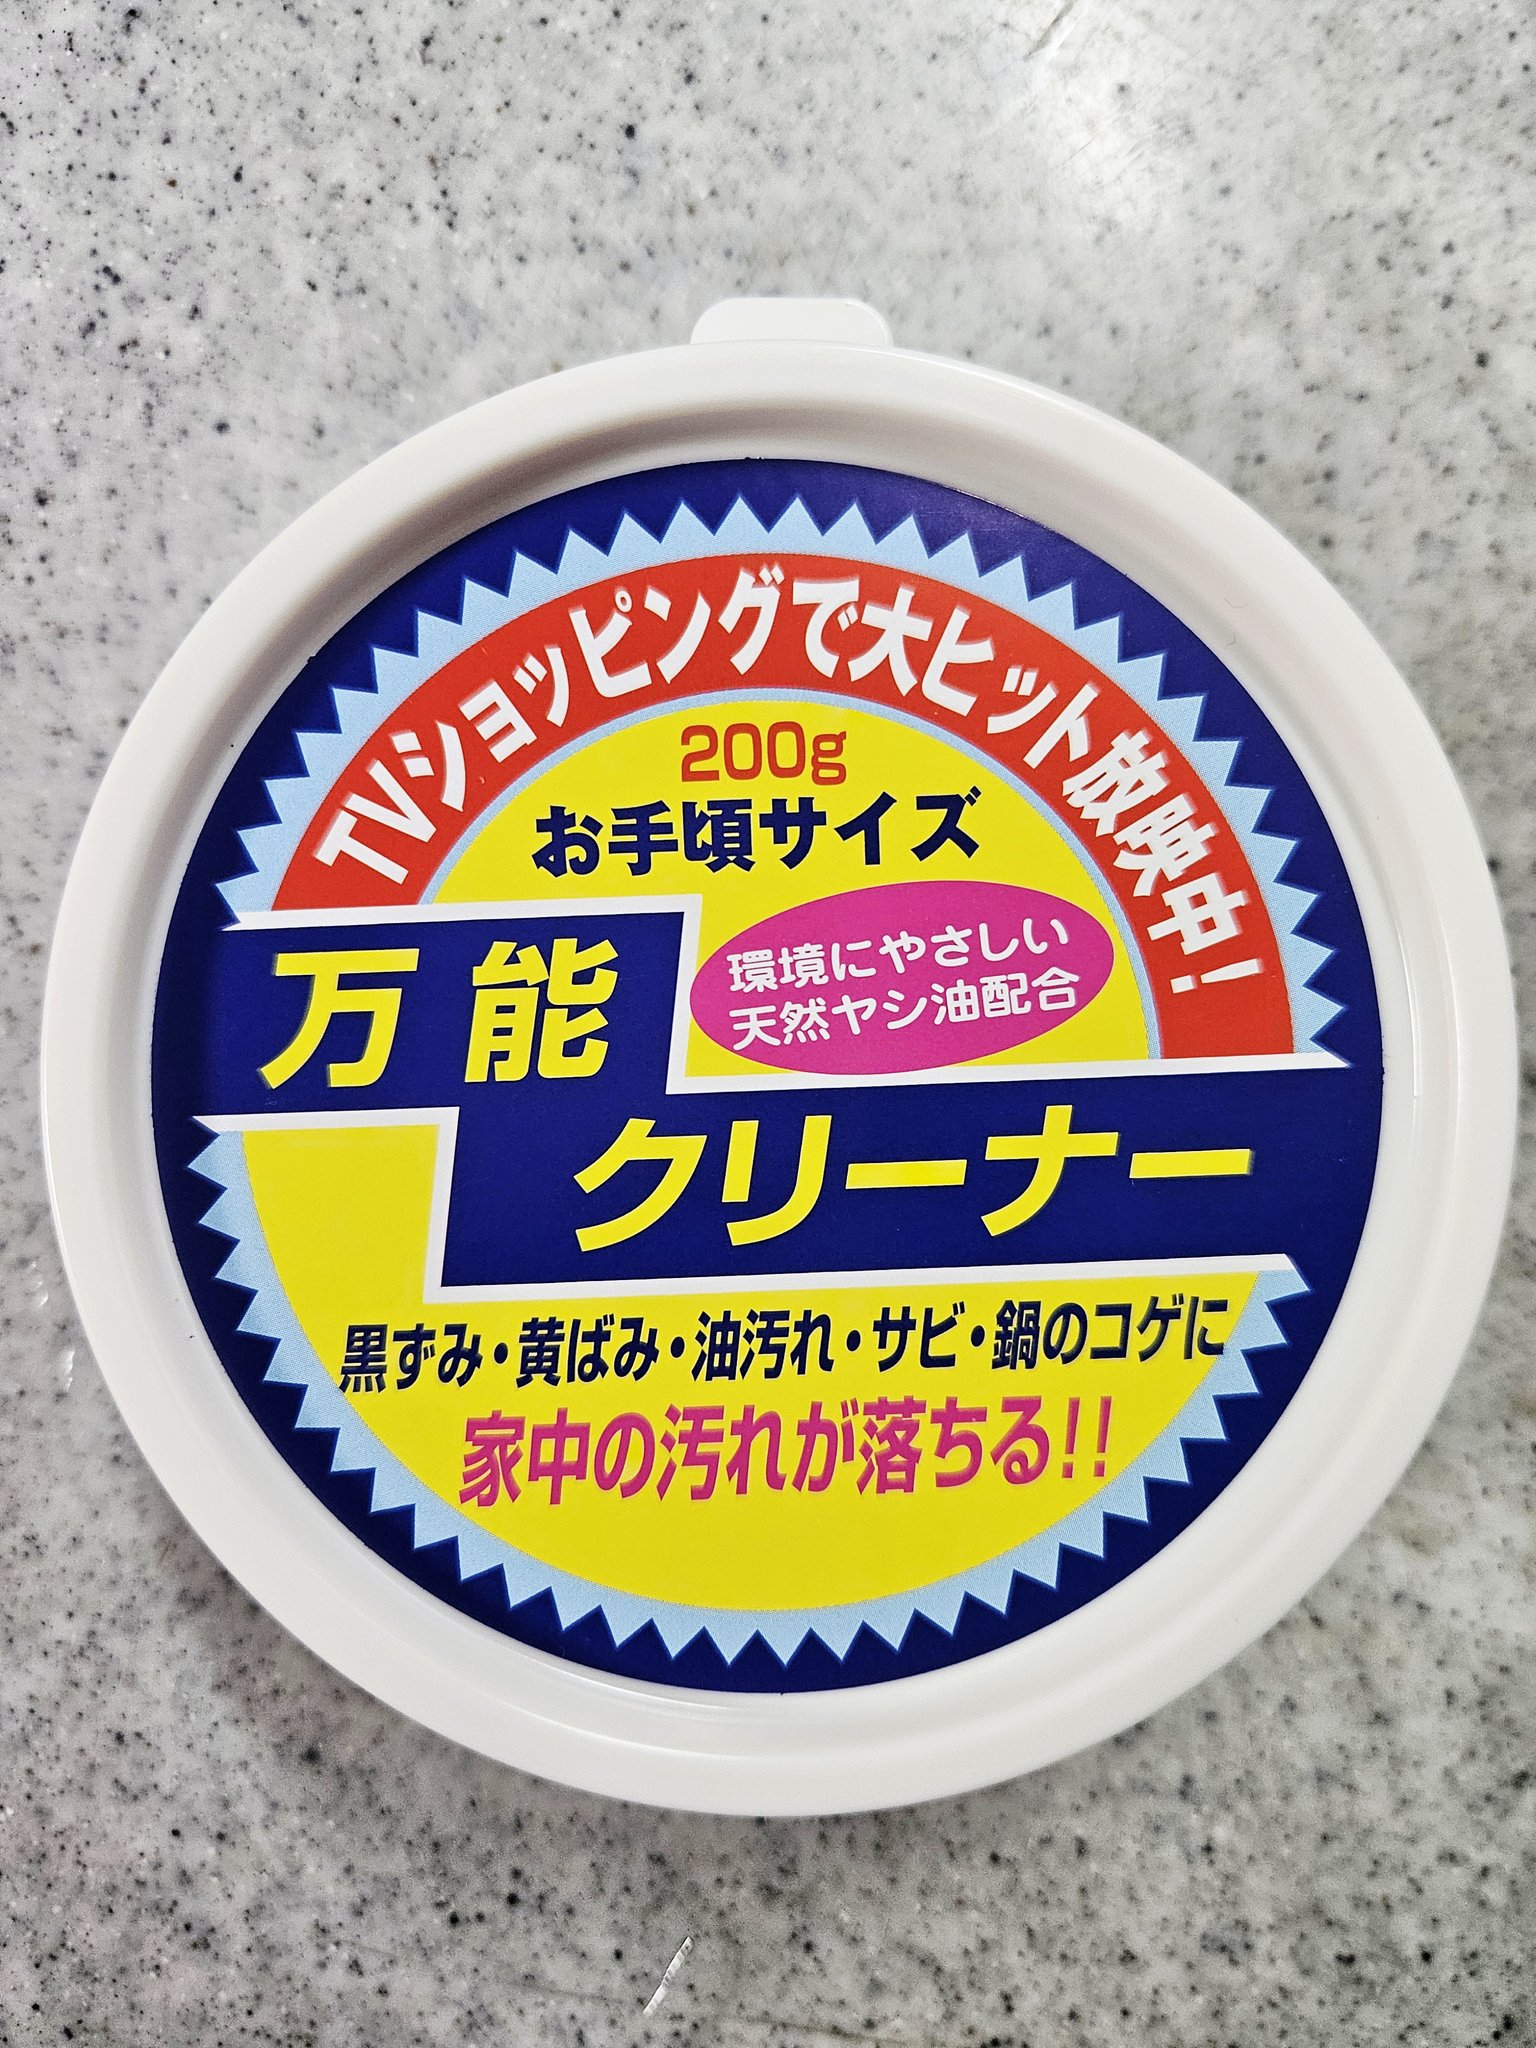 TVショッピングで大ヒット放映中!
200g
お手頃サイズ
環境にやさしい
天然ヤシ油配合
万能
クリーナー
黒ずみ・黄ばみ・油汚れ・サビ・鍋のコゲに
家中の汚れが落ちる!!